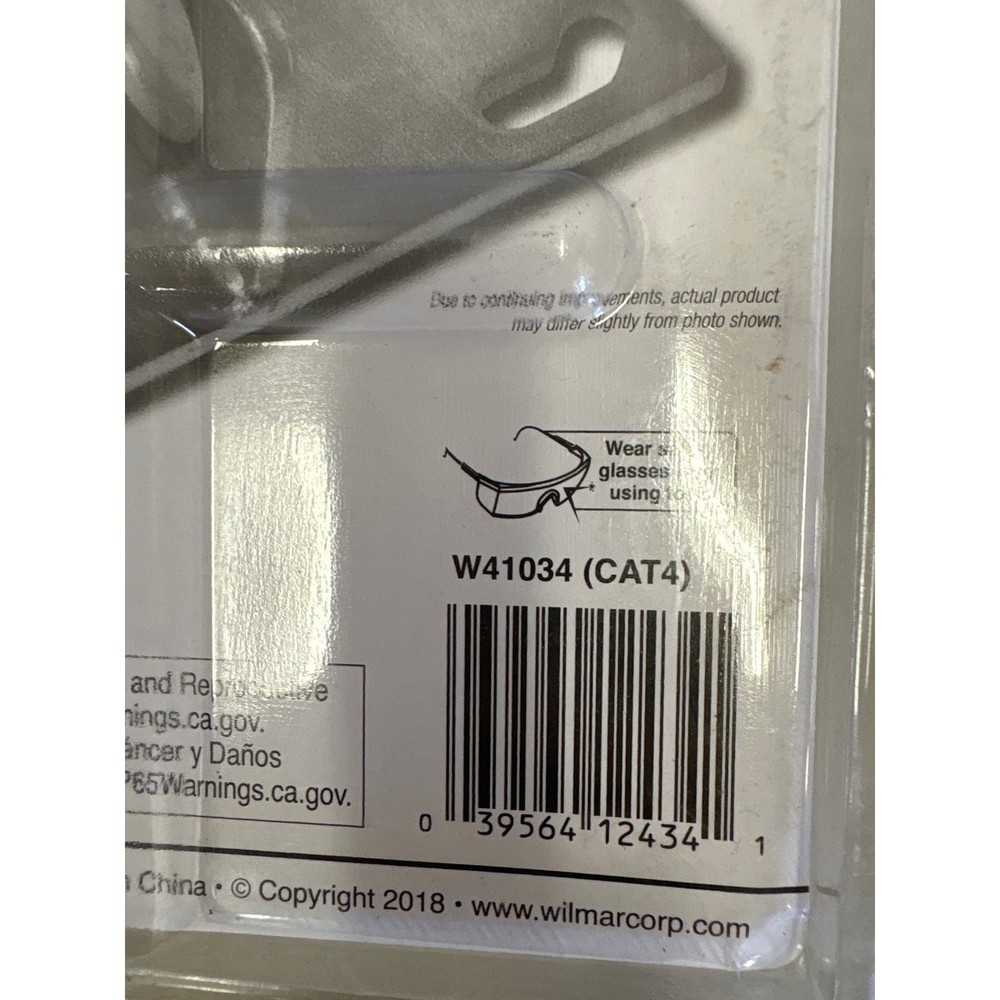 Due to continuing improvements, actual product
may differ slightly from photo shown.
Wear
glasses
using
W41034 (CAT4)
and Reproductive
nings.ca.gov.
áncer y Daños
P65Warnings.ca.gov.
0 39564 12434 1
China • © Copyright 2018 • www.wilmarcorp.com